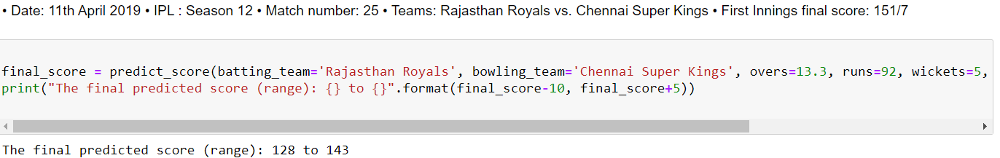 • Date: 11th April 2019 • IPL : Season 12 • Match number: 25 • Teams: Rajasthan Royals vs. Chennai Super Kings • First Innings final score: 151/7
final_score = predict_score(batting_team='Rajasthan Royals', bowling_team='Chennai Super Kings', overs=13.3, runs=92, wickets=5,
print("The final predicted score (range): {} to {}".format(final_score-10, final_score+5))
The final predicted score (range): 128 to 143